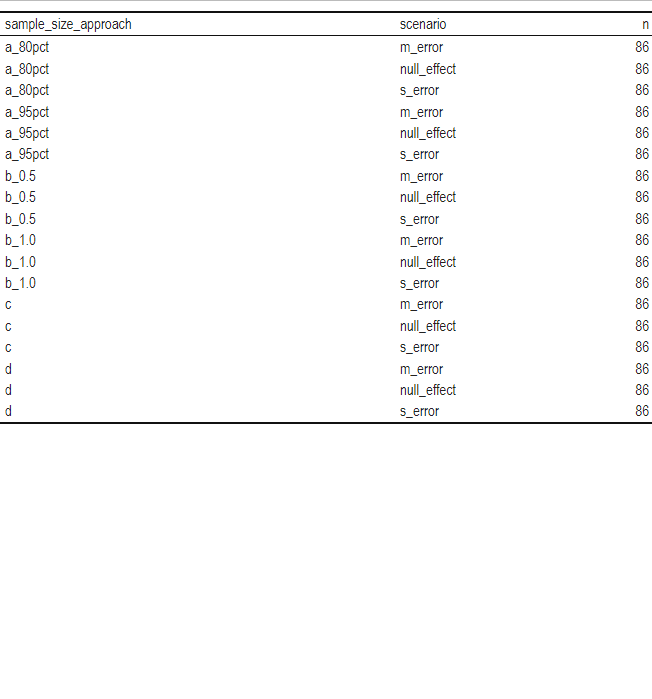 sample_size_approach scenario n
a_80pct m_error 86
a_80pct null_effect 86
a_80pct s_error 86
a_95pct m_error 86
a_95pct null_effect 86
a_95pct s_error 86
b_0.5 m_error 86
b_0.5 null_effect 86
b_0.5 s_error 86
b_1.0 m_error 86
b_1.0 null_effect 86
b_1.0 s_error 86
c m_error 86
c null_effect 86
c s_error 86
d m_error 86
d null_effect 86
d s_error 86